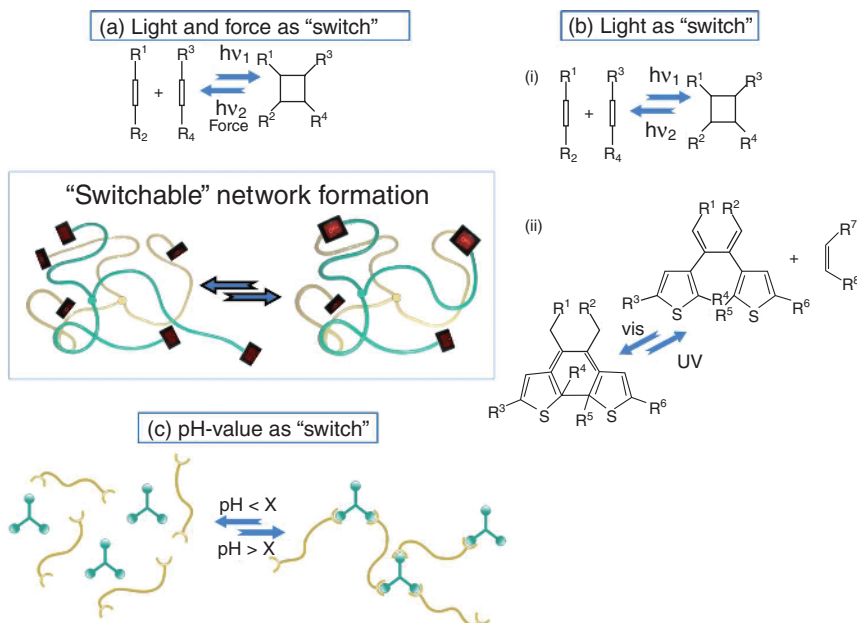 (a) Light and force as “switch”
R1 R3 hν1 R1 R3
+
R2 R4 hν2 Force R2 R4
“Switchable” network formation
(b) Light as “switch”
(i)
R1 R3 hν1 R1 R3
+
R2 R4 hν2 R2 R4
(ii)
R1 R2
+ R7
R8
R3 S R4 R5 S R6
vis
UV
R1 R2
R4
R3 S R5 S R6
(c) pH-value as “switch”
pH < X
pH > X